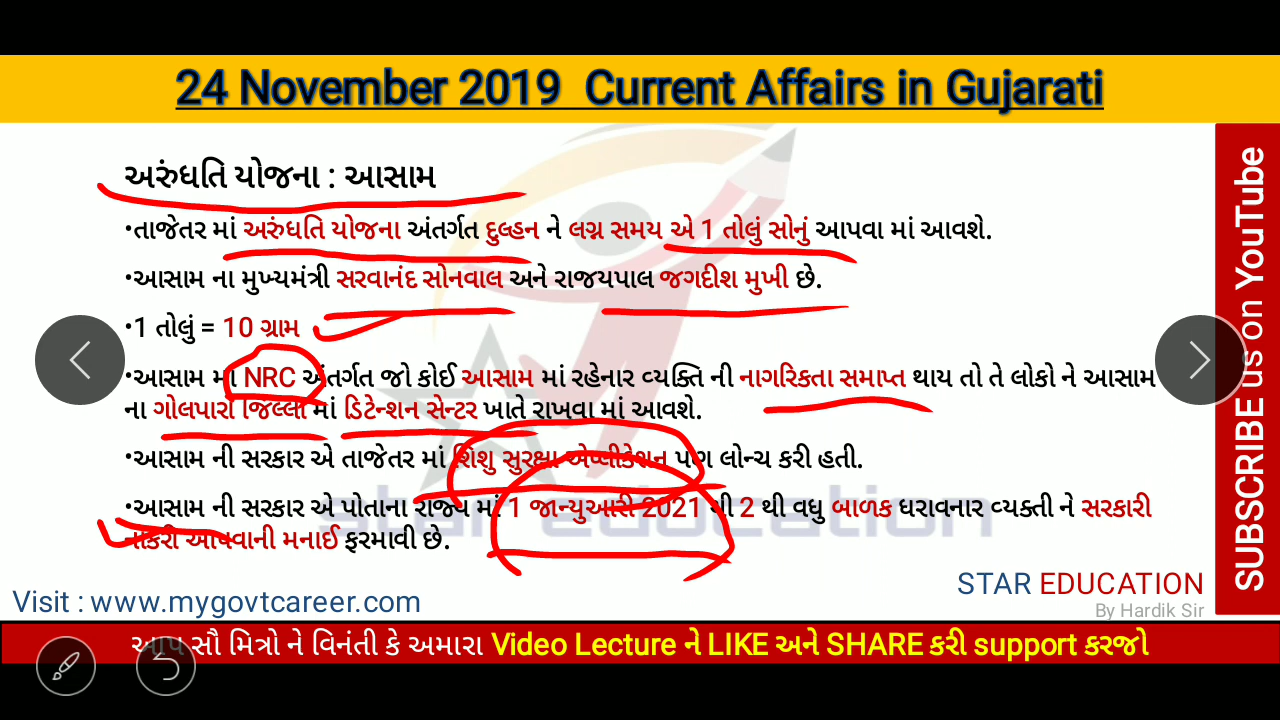 24 November 2019 Current Affairs in Gujarati
અરુંધતિ યોજના : આસામ
•તાજેતર માં અરુંધતિ યોજના અંતર્ગત દુલ્હન ને લગ્ન સમય એ 1 તોલું સોનું આપવા માં આવશે.
•આસામ ના મુખ્યમંત્રી સરવાનંદ સોનવાલ અને રાજયપાલ જગદીશ મુખી છે.
•1 તોલું = 10 ગ્રામ
•આસામ માં NRC અંતર્ગત જો કોઈ આસામ માં રહેનાર વ્યક્તિ ની નાગરિકતા સમાપ્ત થાય તો તે લોકો ને આસામ
ના ગોલપારા જિલ્લા માં ડિટેન્શન સેન્ટર ખાતે રાખવા માં આવશે.
•આસામ ની સરકાર એ તાજેતર માં શિશુ સુરક્ષા એપ્લીકેશન પણ લોન્ચ કરી હતી.
•આસામ ની સરકાર એ પોતાના રાજ્ય માં 1 જાન્યુઆરી 2021 થી 2 થી વધુ બાળક ધરાવનાર વ્યક્તી ને સરકારી
નોકરી આપવાની મનાઈ ફરમાવી છે.
star education
SUBSCRIBE us on YouTube
STAR EDUCATION
By Hardik Sir
Visit : www.mygovtcareer.com
આપ સૌ મિત્રો ને વિનંતી કે અમારા Video Lecture ને LIKE અને SHARE કરી support કરજો